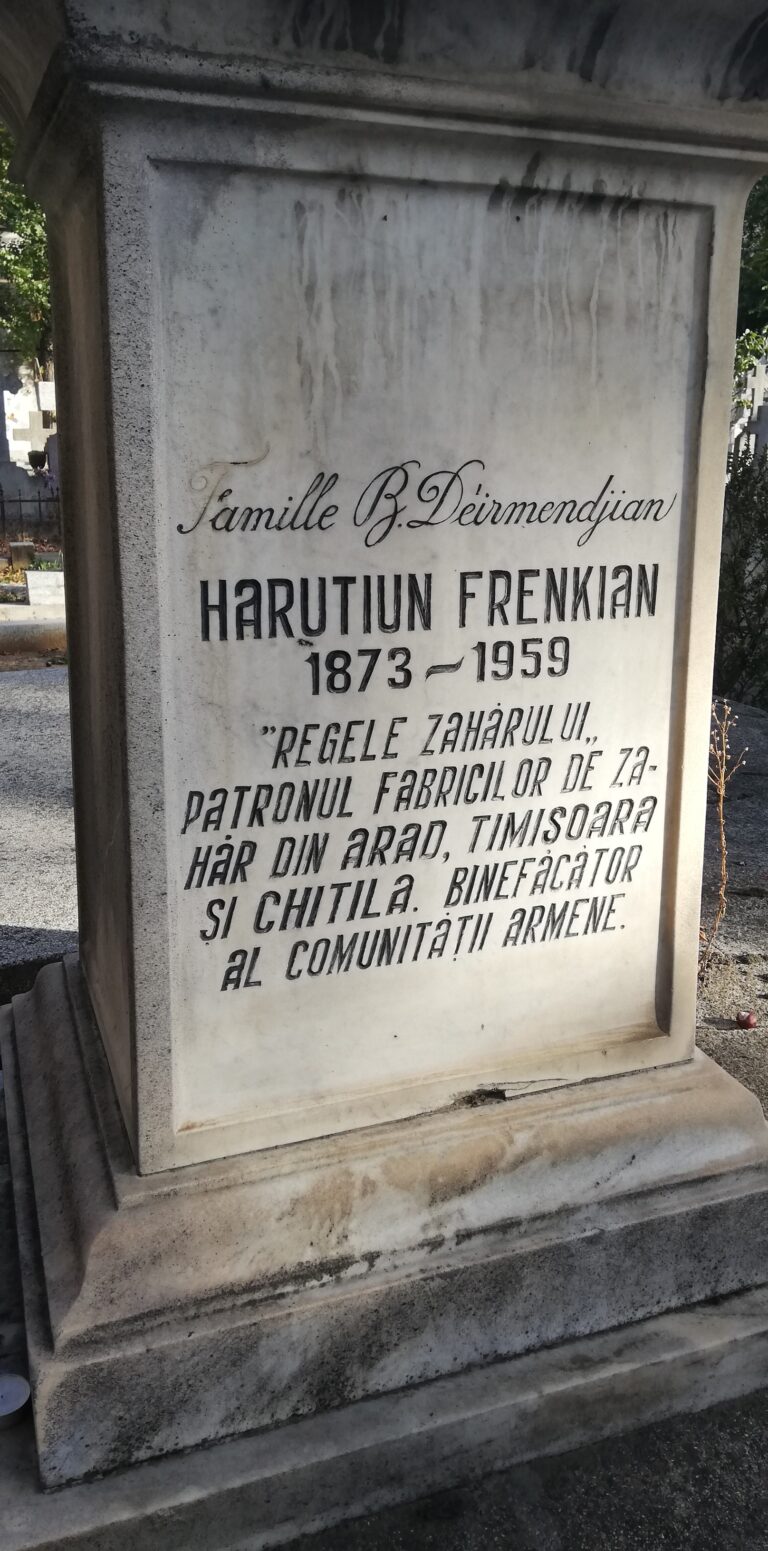 Famille B. Déirmendjian
HARUTIUN FRENKIAN
1873 ~ 1959
"REGELE ZAHĂRULUI„
PATRONUL FABRICILOR DE ZA-
HĂR DIN ARAD, TIMIȘOARA
ȘI CHITILA. BINEFĂCĂTOR
AL COMUNITĂȚII ARMENE.